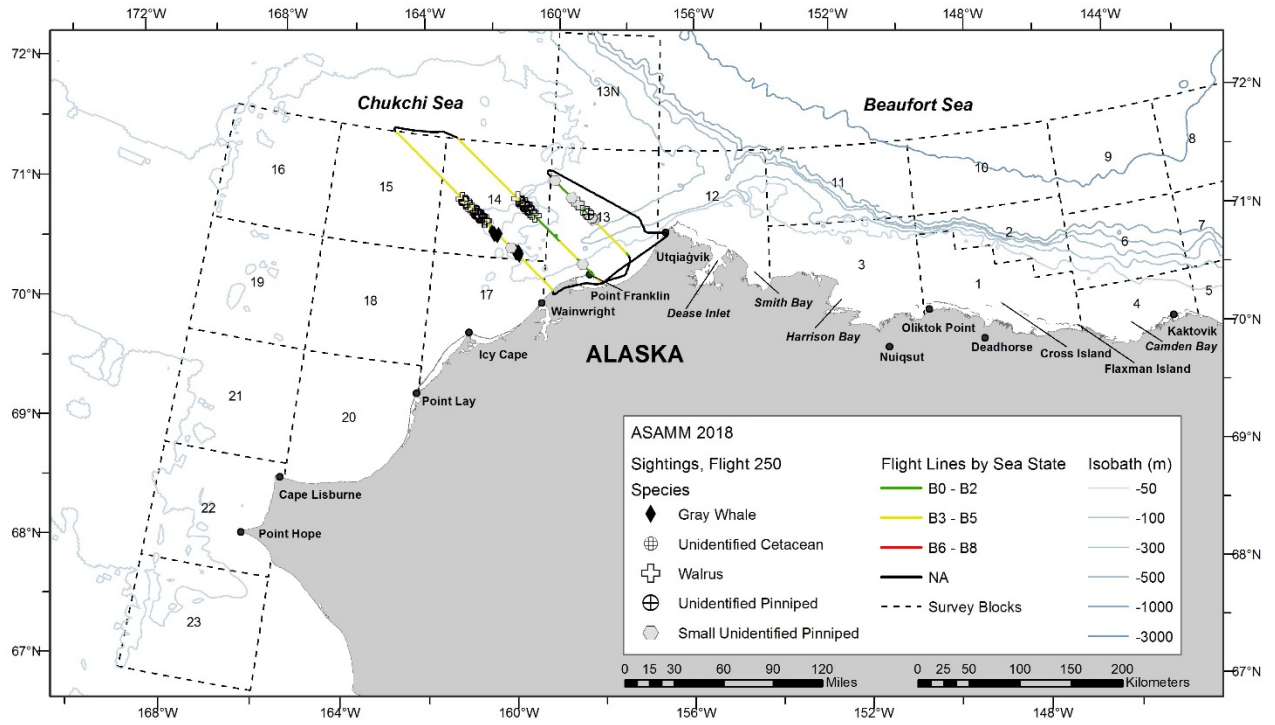 172°W 168°W 164°W 160°W 156°W 152°W 148°W 144°W
72°N
72°N
13N
Chukchi Sea
Beaufort Sea
8
9
10
16
71°N
71°N
15
14
11
12
13
7
2
6
Utqiaġvik
3
19
18
17
1
5
70°N
70°N
Point Franklin
Wainwright
Dease Inlet
Smith Bay
Harrison Bay
4
Oliktok Point
Kaktovik
Nuiqsut
Deadhorse
Cross Island
Camden Bay
Flaxman Island
Icy Cape
ALASKA
21
20
Point Lay
69°N
69°N
Cape Lisburne
22
Point Hope
68°N
68°N
23
67°N
67°N
ASAMM 2018
Sightings, Flight 250
Species
Gray Whale
Unidentified Cetacean
Walrus
Unidentified Pinniped
Small Unidentified Pinniped
Flight Lines by Sea State
B0 - B2
B3 - B5
B6 - B8
NA
Survey Blocks
Isobath (m)
-50
-100
-300
-500
-1000
-3000
0 15 30 60 90 120
Miles
0 25 50 100 150 200
Kilometers
168°W 164°W 160°W 156°W 152°W 148°W